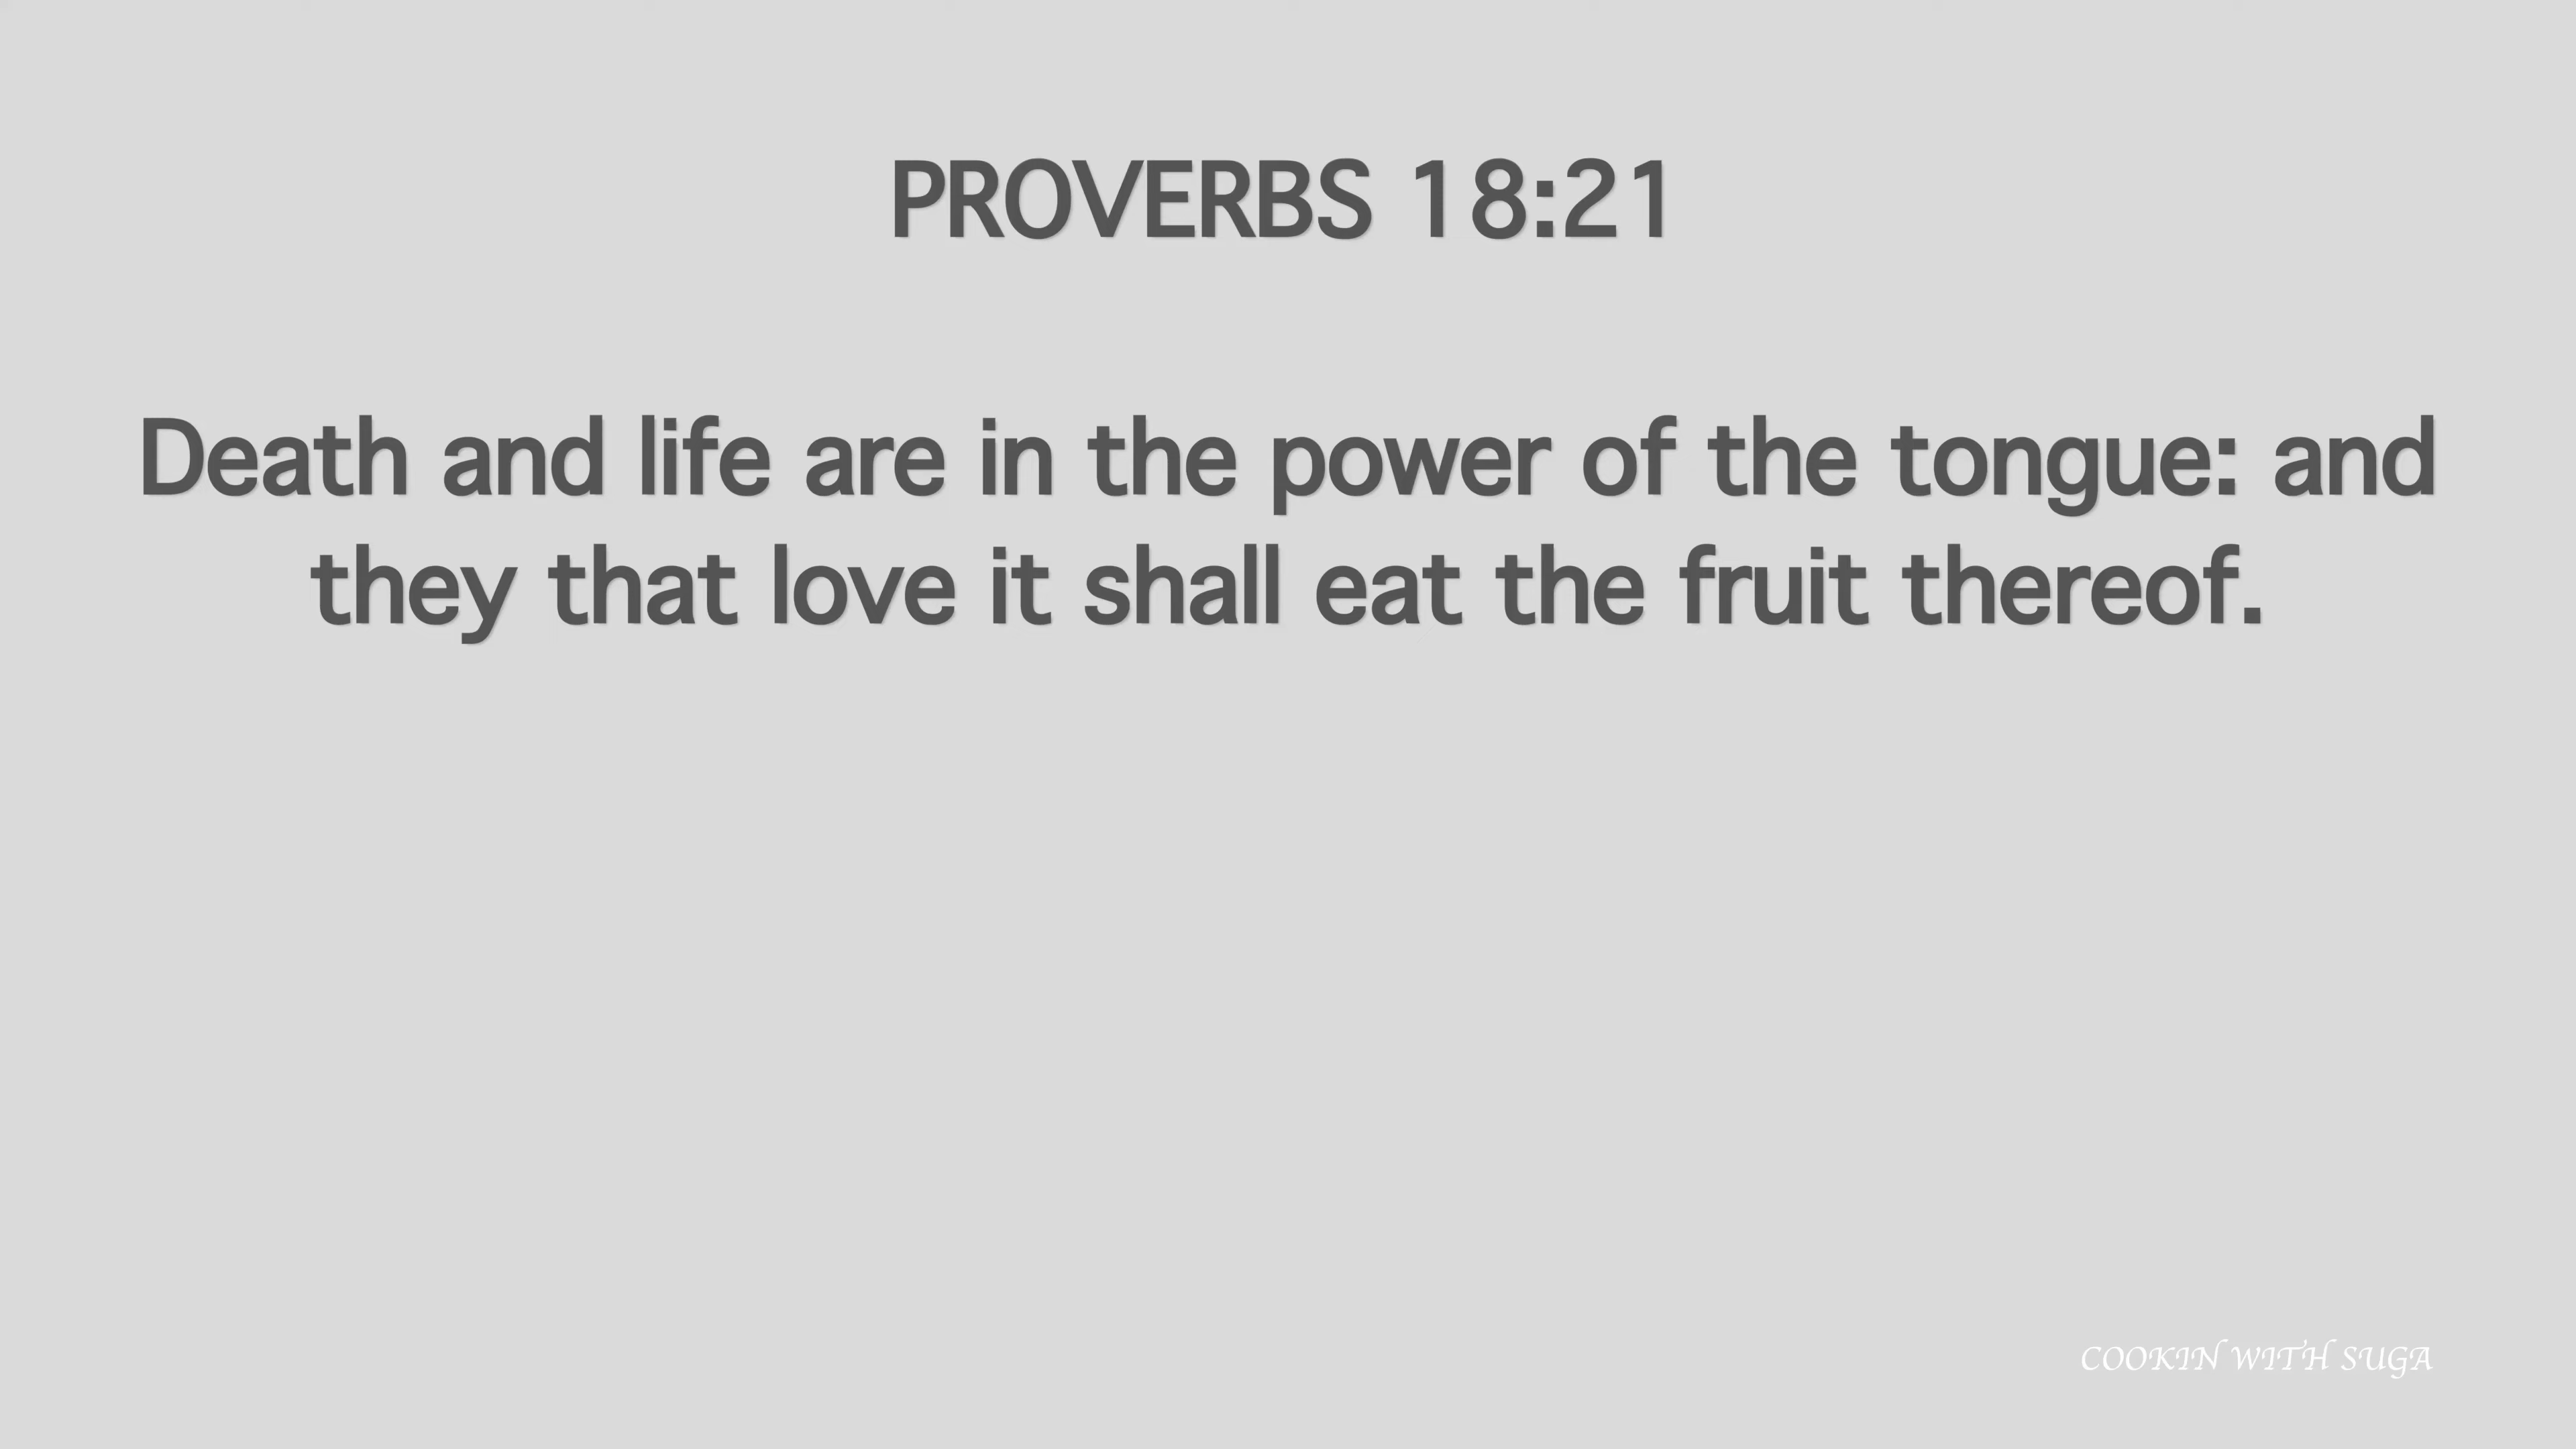 PROVERBS 18:21
Death and life are in the power of the tongue: and
they that love it shall eat the fruit thereof.
COOKIN WITH SUGA